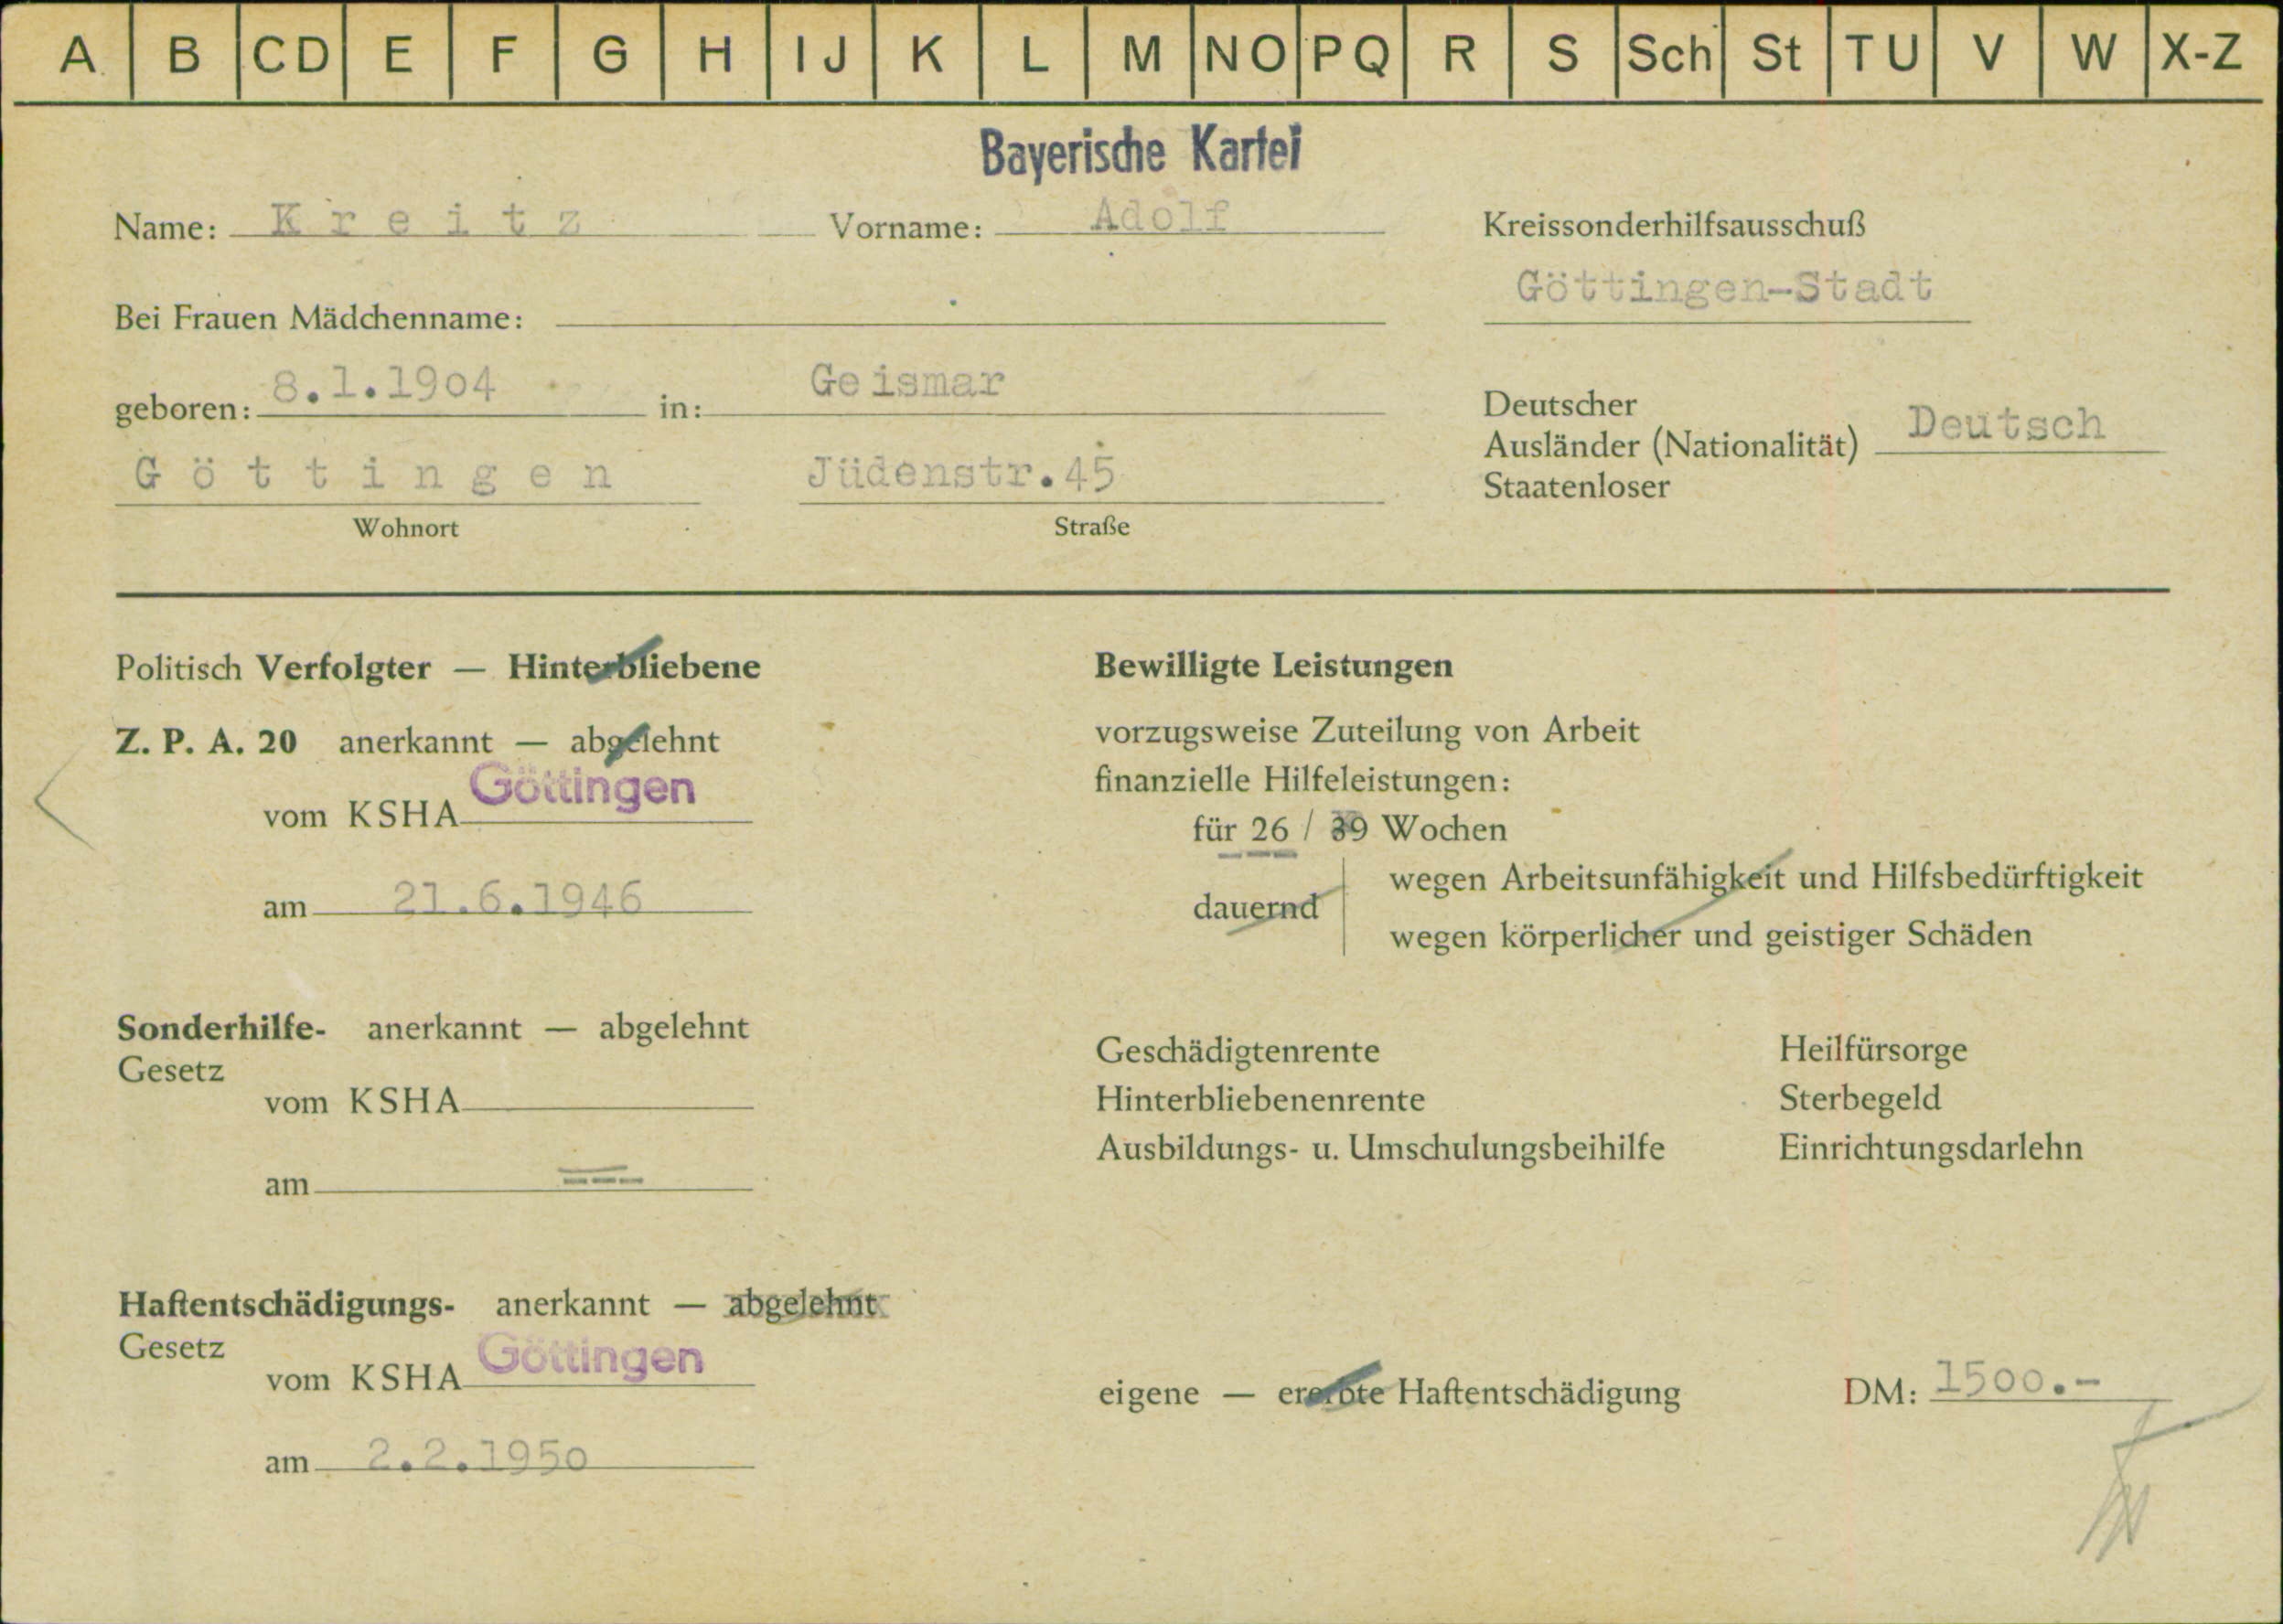 A B CD E F G H IJ K L M NO PQ R S Sch St TU V W X-Z
Bayerische Kartei
Name: Kreitz Vorname: Adolf Kreissonderhilfsausschuß
Göttingen-Stadt
Bei Frauen Mädchenname:
geboren: 8.1.1904 in: Geismar
Deutscher
Ausländer (Nationalität) Deutsch
Staatenloser
Göttingen Jüdenstr.45
Wohnort Straße
Politisch Verfolgter — Hinterbliebene
Z. P. A. 20 anerkannt — abgelehnt
vom KSHA Göttingen
am 21.6.1946
Sonderhilfe- anerkannt — abgelehnt
Gesetz
vom KSHA
am
Haftentschädigungs- anerkannt — abgelehnt
Gesetz
vom KSHA Göttingen
am 2.2.1950
Bewilligte Leistungen
vorzugsweise Zuteilung von Arbeit
finanzielle Hilfeleistungen:
für 26 / 39 Wochen
dauernd
wegen Arbeitsunfähigkeit und Hilfsbedürftigkeit
wegen körperlicher und geistiger Schäden
Geschädigtenrente Heilfürsorge
Hinterbliebenenrente Sterbegeld
Ausbildungs- u. Umschulungsbeihilfe Einrichtungsdarlehn
eigene — ererbte Haftentschädigung DM: 1500.-